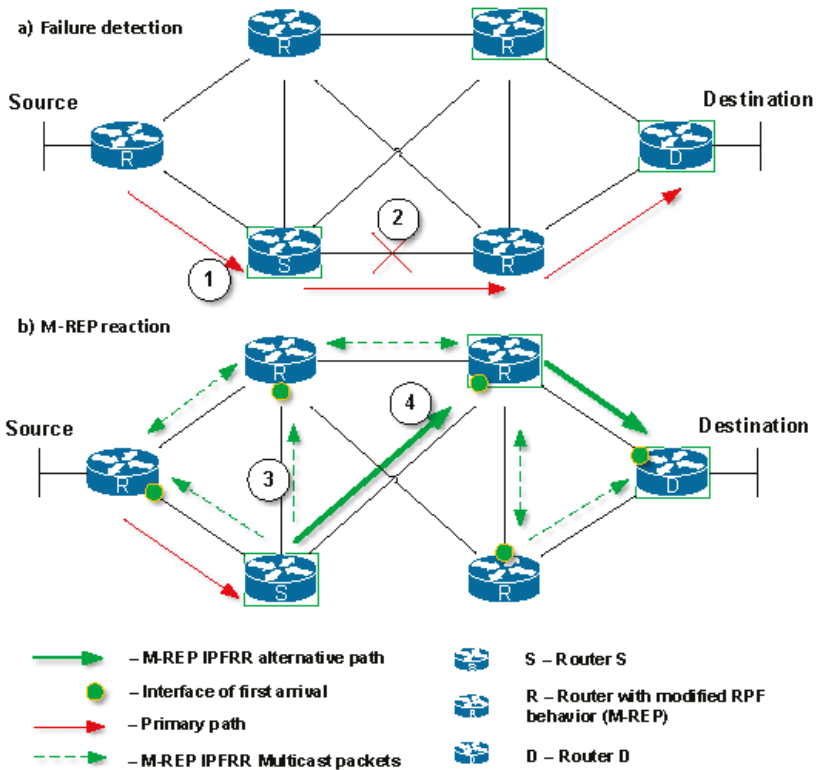 a) Failure detection
R
R
Source
Destination
R
D
2
S
R
1
b) M-REP reaction
R
R
4
Source
Destination
R
3
D
S
R
– M-REP IPFRR alternative path
S
S – Router S
– Interface of first arrival
R
R – Router with modified RPF
behavior (M-REP)
– Primary path
– M-REP IPFRR Multicast packets
D
D – Router D